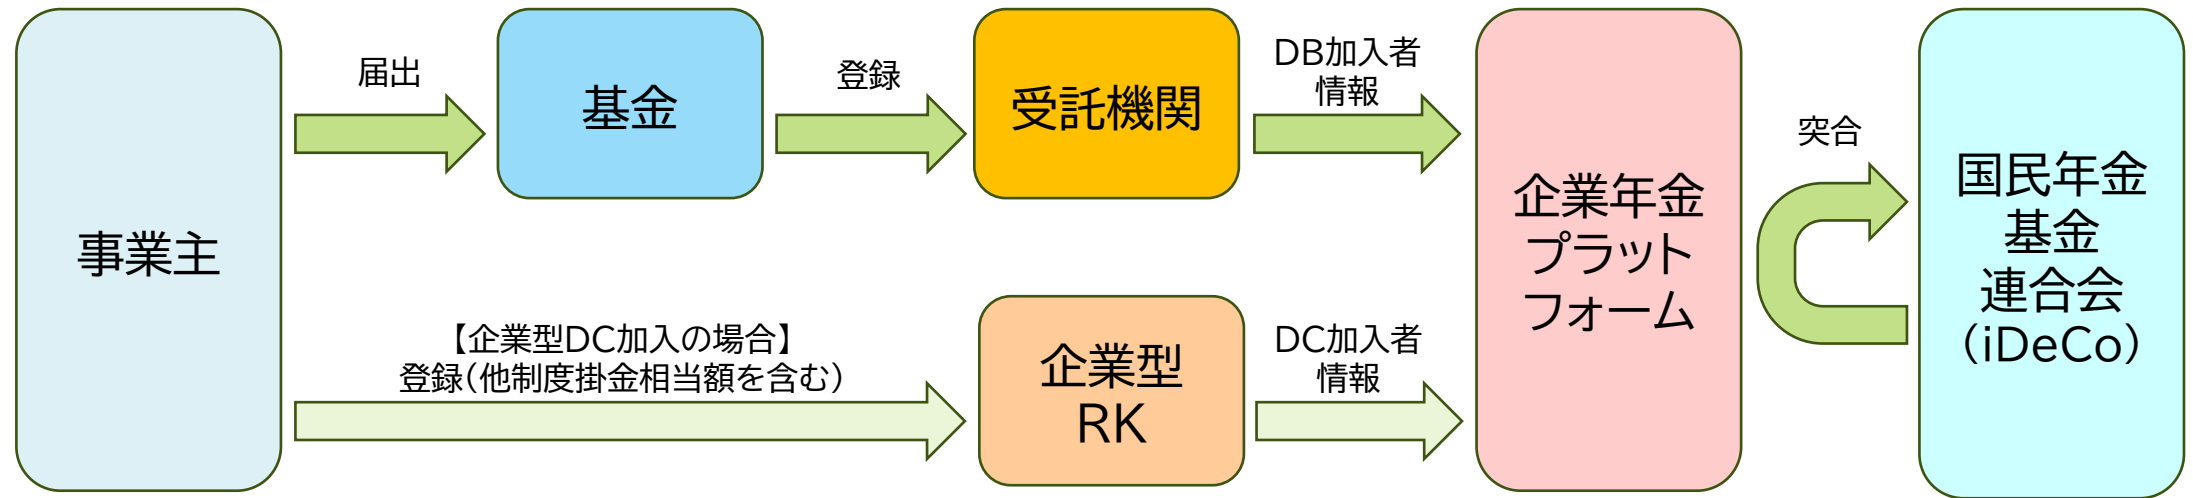 事業主
届出
基金
登録
受託機関
DB加入者
情報
【企業型DC加入の場合】
登録(他制度掛金相当額を含む)
企業型
RK
DC加入者
情報
企業年金
プラット
フォーム
突合
国民年金
基金
連合会
(iDeCo)